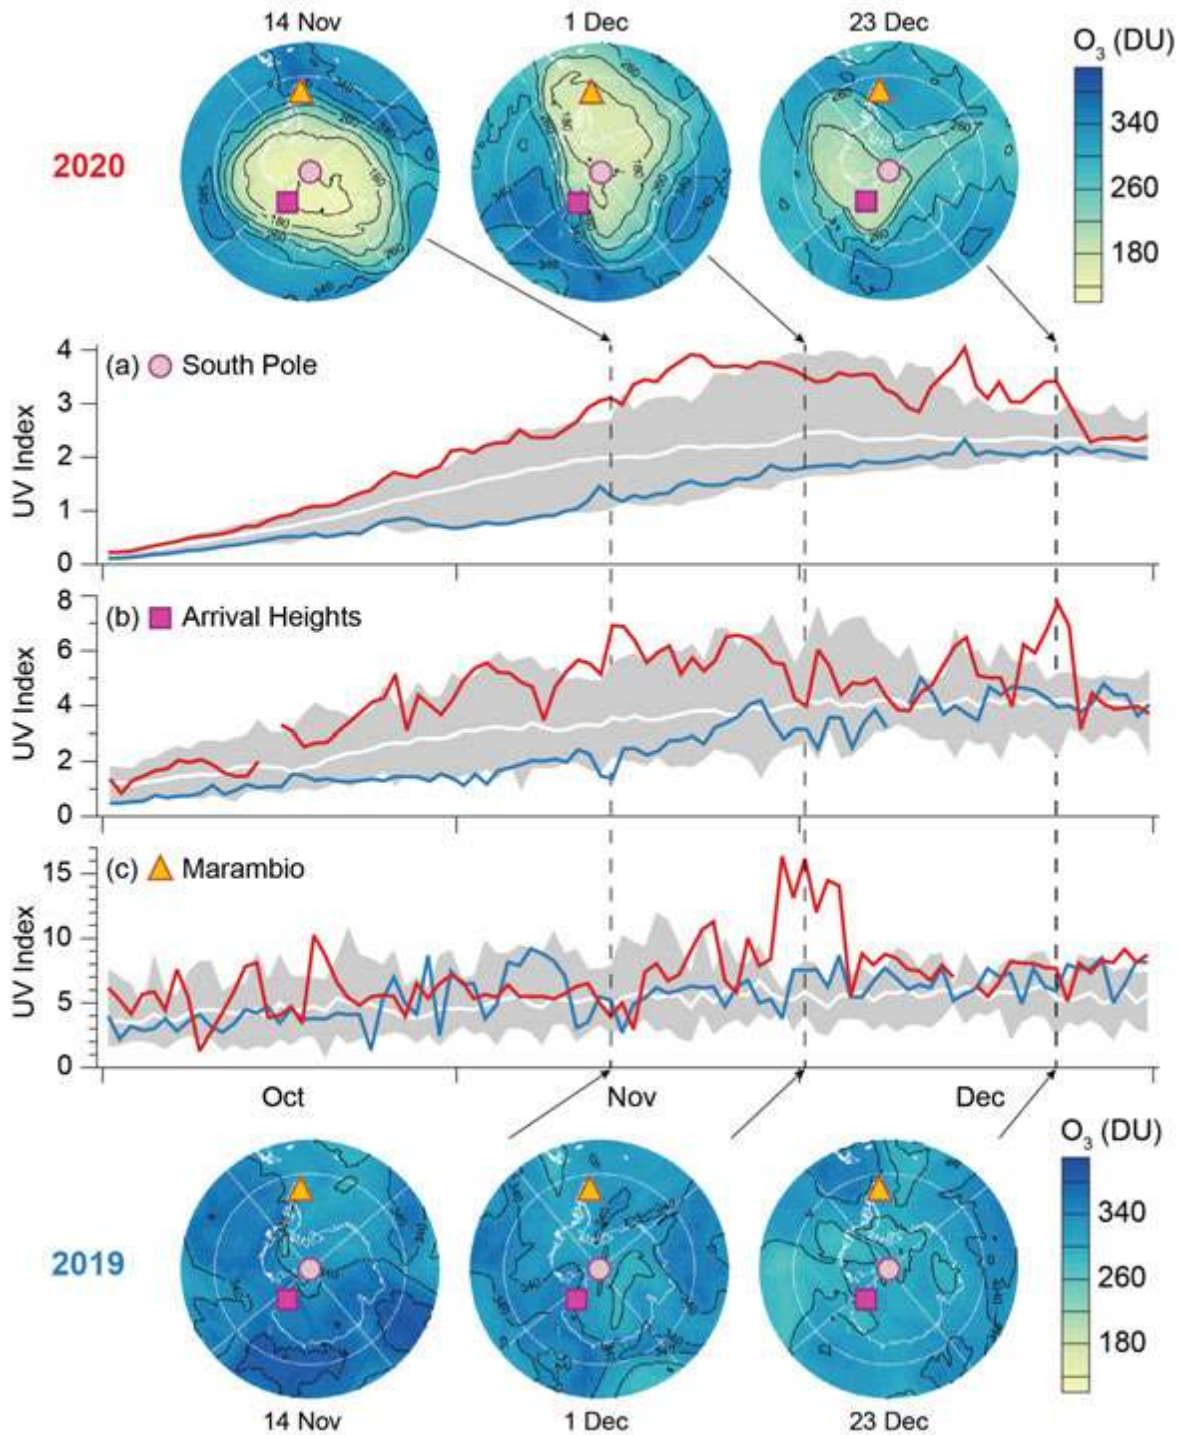 14 Nov
1 Dec
23 Dec
O3 (DU)
2020
340
260
180
(a) South Pole
UV Index
4
3
2
1
0
(b) Arrival Heights
UV Index
8
6
4
2
0
(c) Marambio
UV Index
15
10
5
0
Oct
Nov
Dec
O3 (DU)
2019
340
260
180
14 Nov
1 Dec
23 Dec